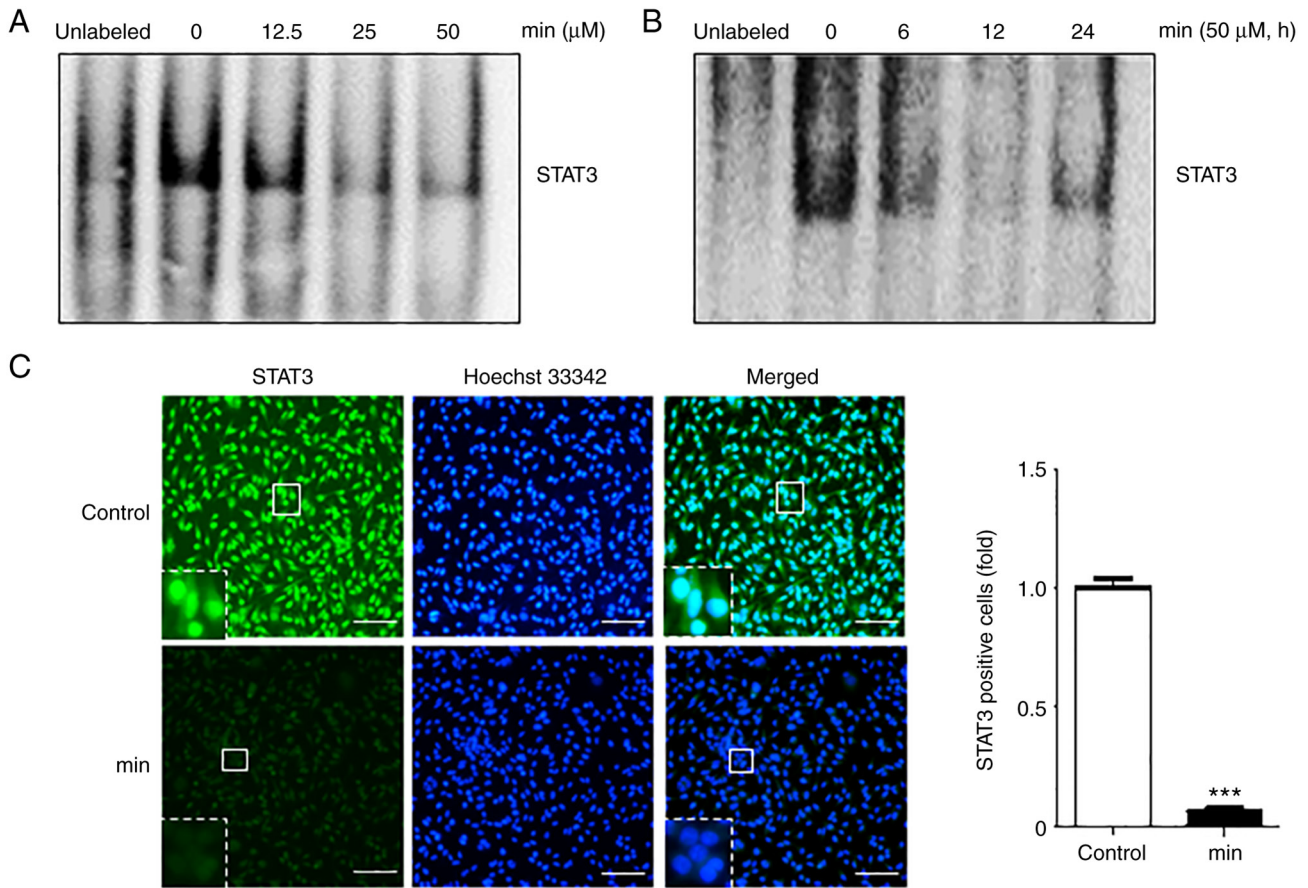 A
Unlabeled 0 12.5 25 50 min (μM)
STAT3
B
Unlabeled 0 6 12 24 min (50 μM, h)
STAT3
C
STAT3 Hoechst 33342 Merged
Control
min
STAT3 positive cells (fold)
1.5
1.0
0.5
0
***
Control min